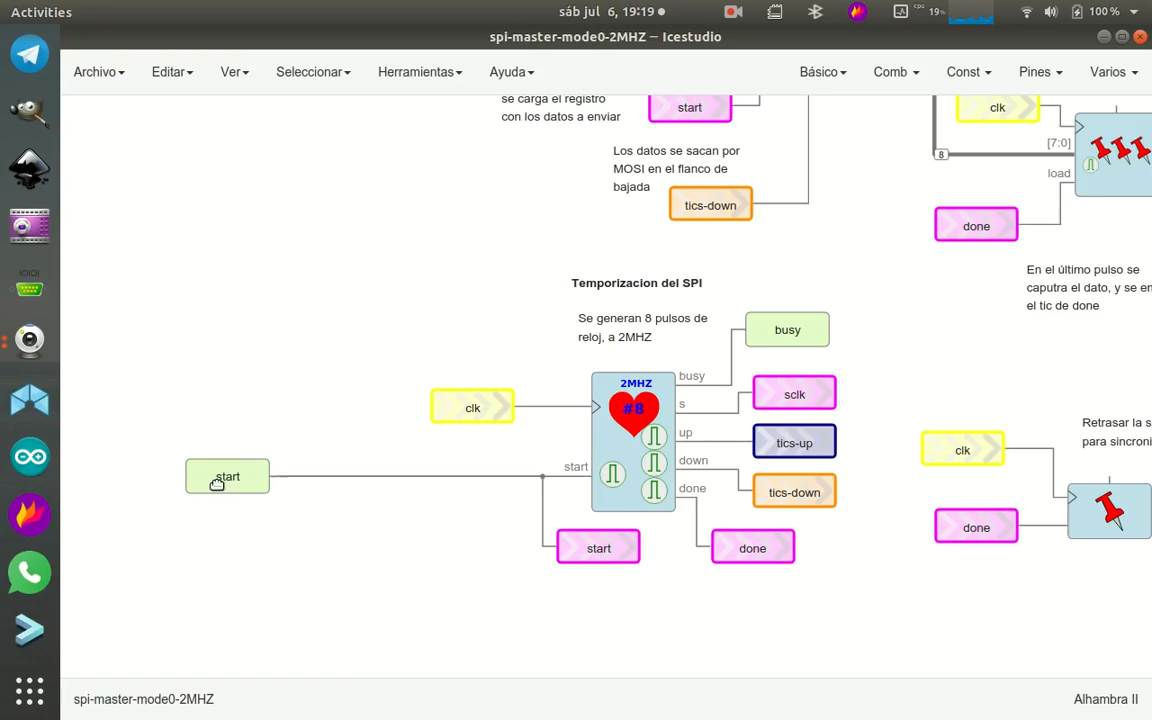 Activities
sáb jul 6, 19:19
cpu 19%
100 %
spi-master-mode0-2MHZ — Icestudio
Archivo
Editar
Ver
Seleccionar
Herramientas
Ayuda
Básico
Comb
Const
Pines
Varios
se carga el registro
con los datos a enviar
start
clk
[7:0]
8
load
Los datos se sacan por
MOSI en el flanco de
bajada
tics-down
done
En el último pulso se
caputra el dato, y se em
el tic de done
Temporizacion del SPI
Se generan 8 pulsos de
reloj, a 2MHZ
busy
2MHZ
#8
busy
s
up
down
done
start
clk
sclk
tics-up
tics-down
start
start
done
Retrasar la s
para sincroni
clk
done
spi-master-mode0-2MHZ
Alhambra II